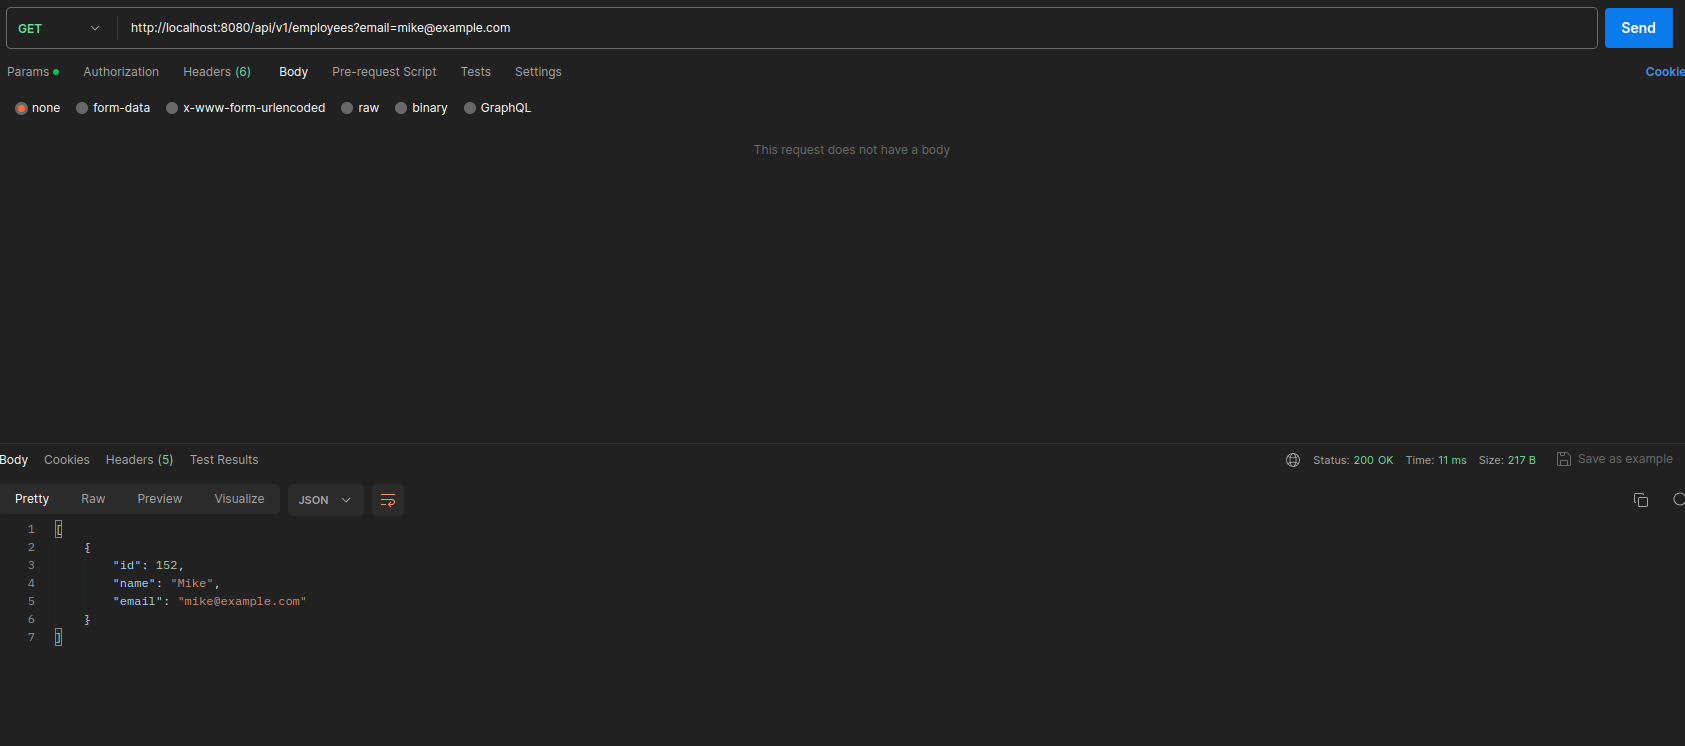 GET http://localhost:8080/api/v1/employees?email=mike@example.com Send
Params Authorization Headers (6) Body Pre-request Script Tests Settings Cookie
none form-data x-www-form-urlencoded raw binary GraphQL
This request does not have a body
Body Cookies Headers (5) Test Results Status: 200 OK Time: 11 ms Size: 217 B Save as example
Pretty Raw Preview Visualize JSON
1 [
2 {
3 "id": 152,
4 "name": "Mike",
5 "email": "mike@example.com"
6 }
7 ]